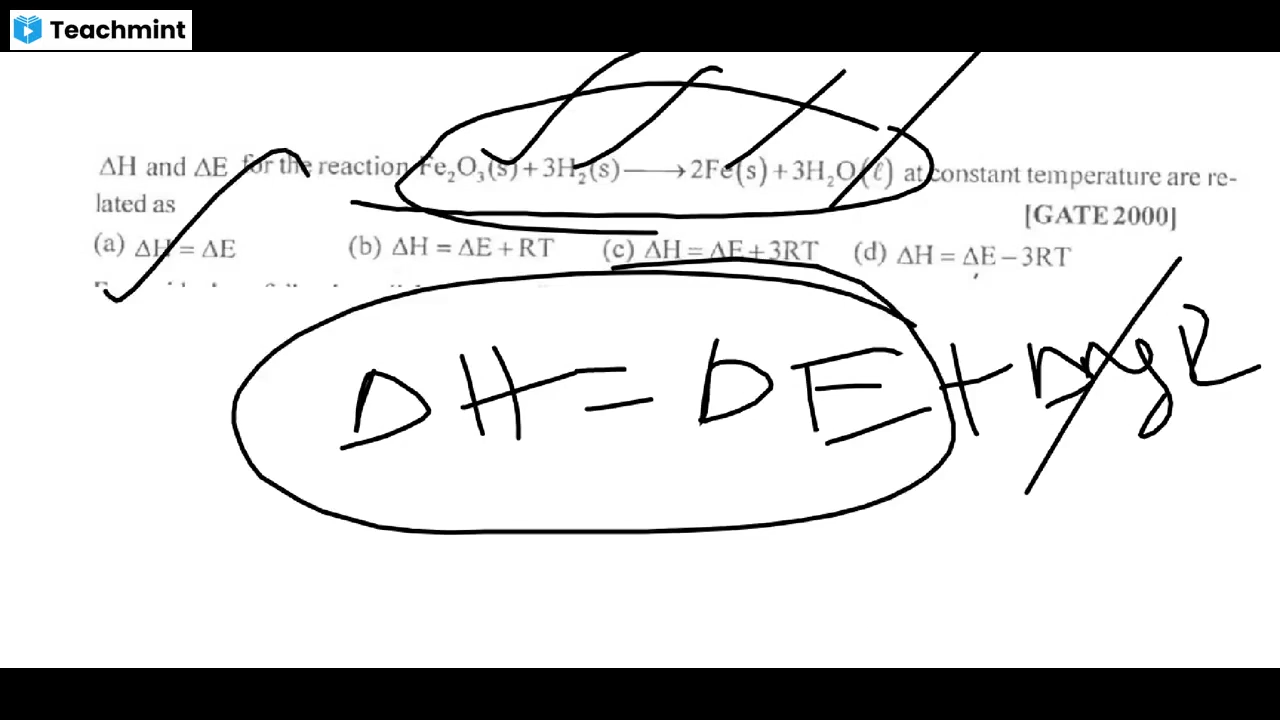 Teachmint
ΔH and ΔE for the reaction Fe₂O₃(s)+3H₂(s)⟶2Fe(s)+3H₂O(ℓ) at constant temperature are re-
lated as
[GATE 2000]
(a) ΔH = ΔE (b) ΔH = ΔE + RT (c) ΔH = ΔE + 3RT (d) ΔH = ΔE − 3RT
ΔH = ΔE + Δng